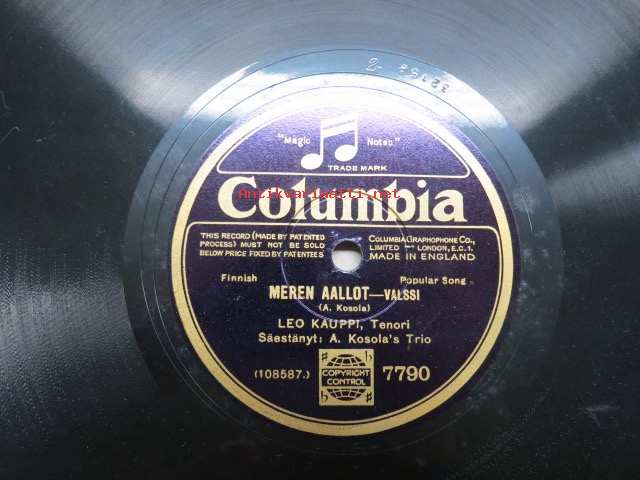 32159 -2
"Magic Notes"
TRADE MARK
Columbia
Antikvariaatti.net
THIS RECORD (MADE BY PATENTED
PROCESS) MUST NOT BE SOLD
BELOW PRICE FIXED BY PATENTEES
COLUMBIA GRAPHOPHONE CO.,
LIMITED — LONDON, E.C.1.
MADE IN ENGLAND
Finnish
Popular Song
MEREN AALLOT—VALSSI
(A. Kosola)
LEO KAUPPI, Tenori
Säestänyt: A. Kosola's Trio
(108587.)
COPYRIGHT
CONTROL
7790